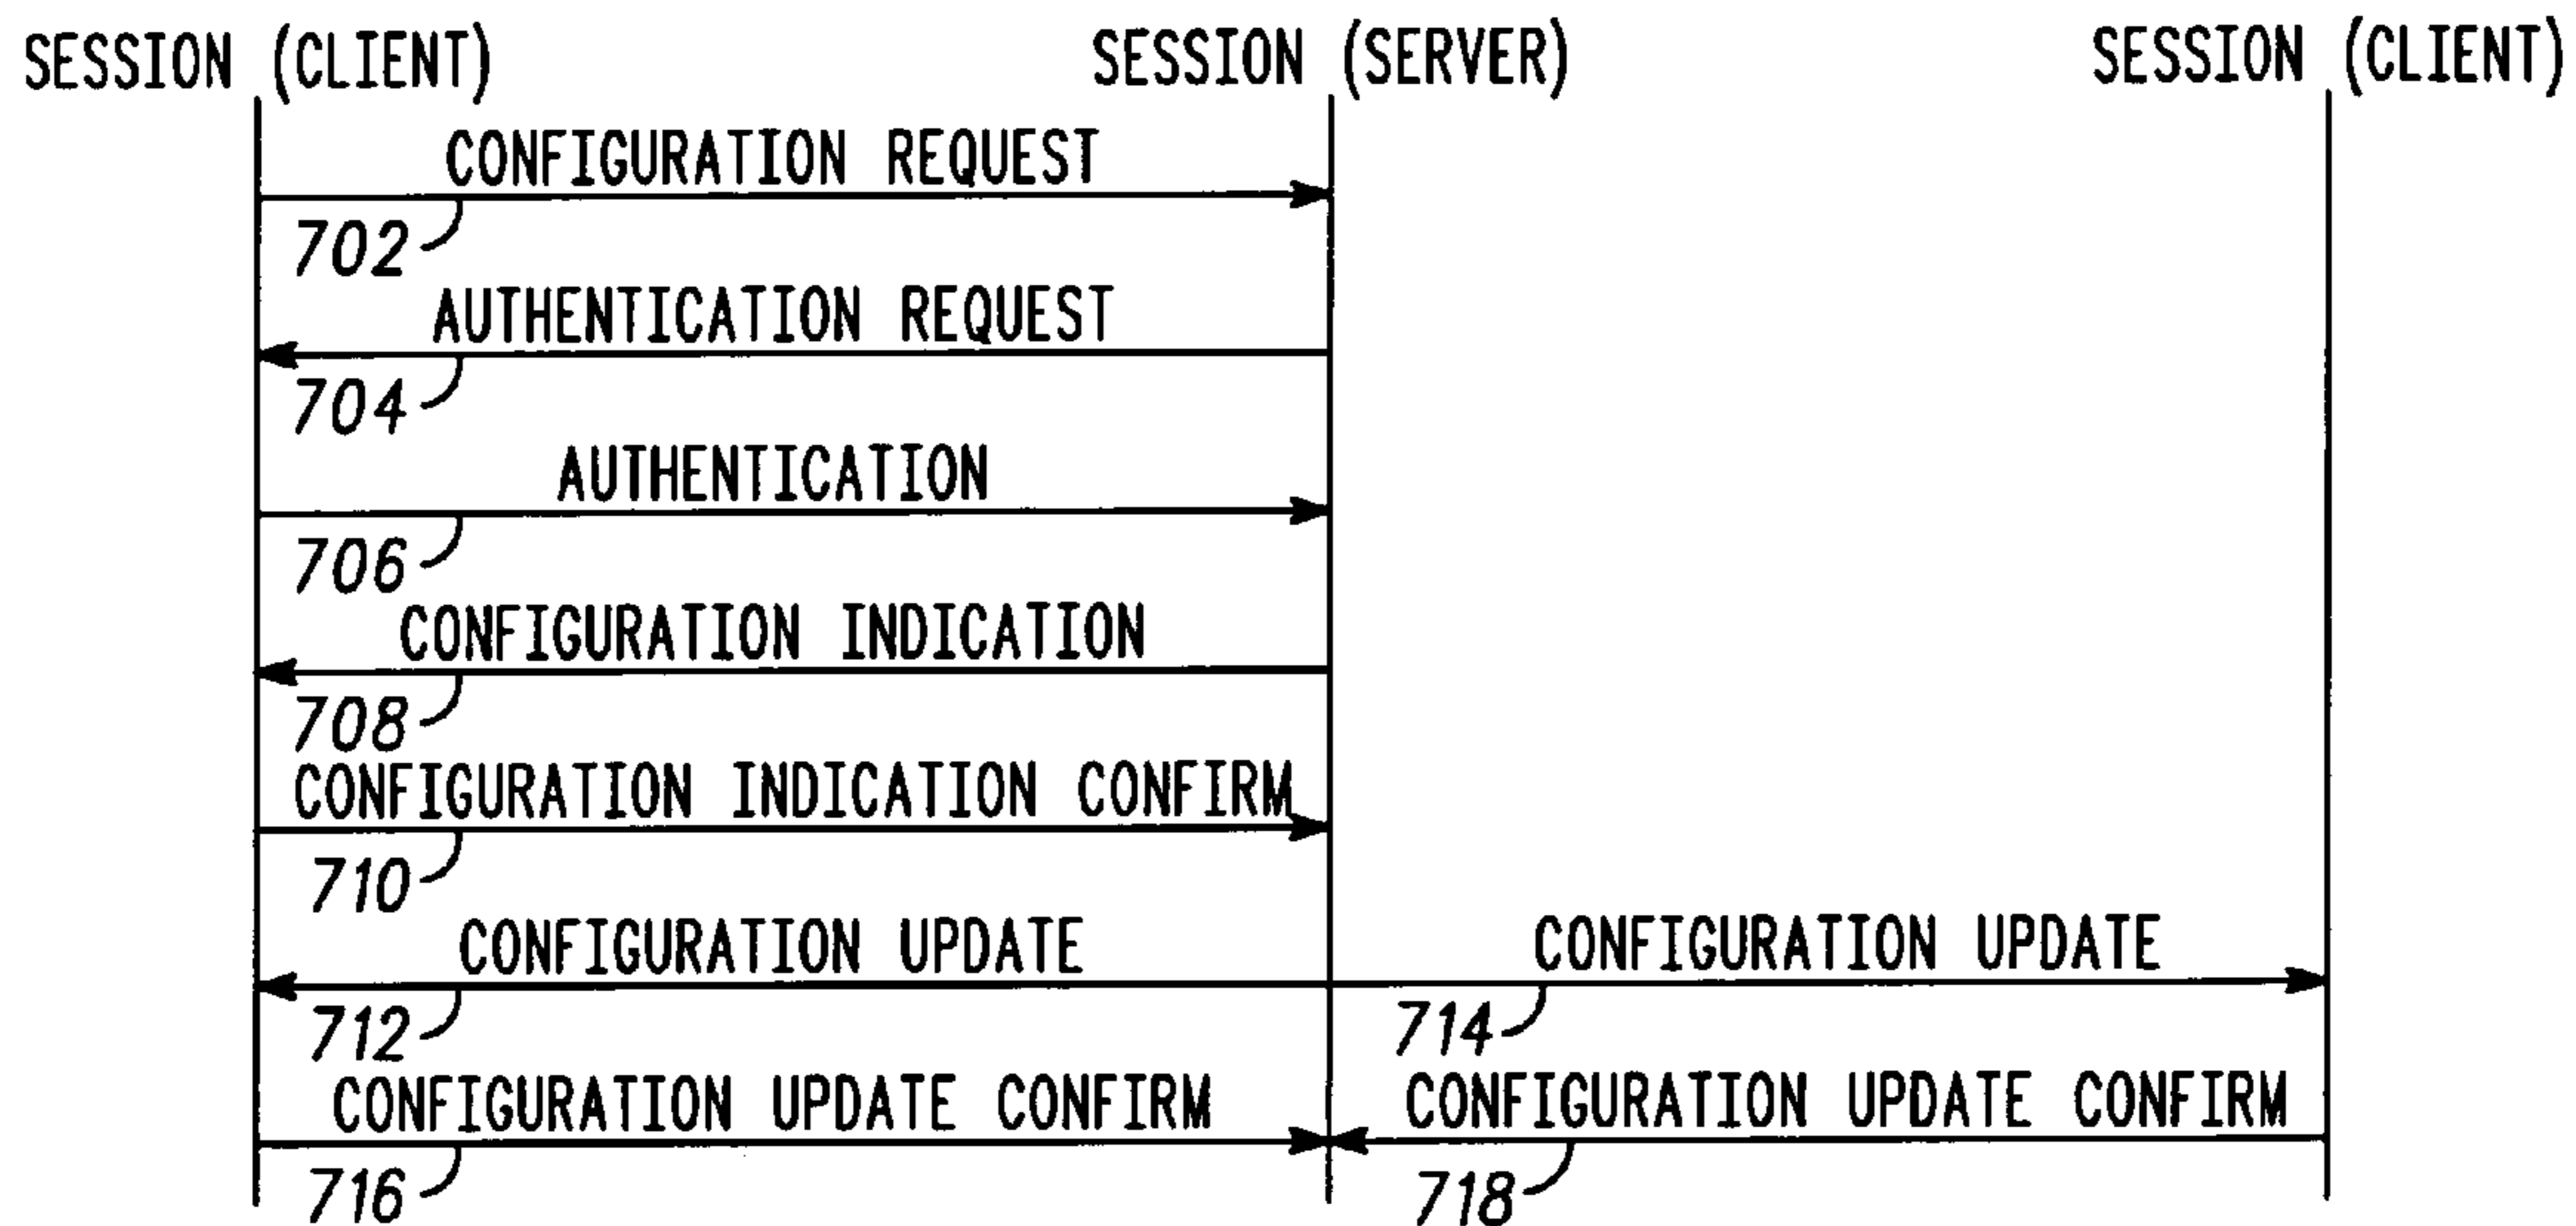 SESSION (CLIENT) SESSION (SERVER) SESSION (CLIENT)
CONFIGURATION REQUEST
702
AUTHENTICATION REQUEST
704
AUTHENTICATION
706
CONFIGURATION INDICATION
708
CONFIGURATION INDICATION CONFIRM
710
CONFIGURATION UPDATE CONFIGURATION UPDATE
712 714
CONFIGURATION UPDATE CONFIRM CONFIGURATION UPDATE CONFIRM
716 718